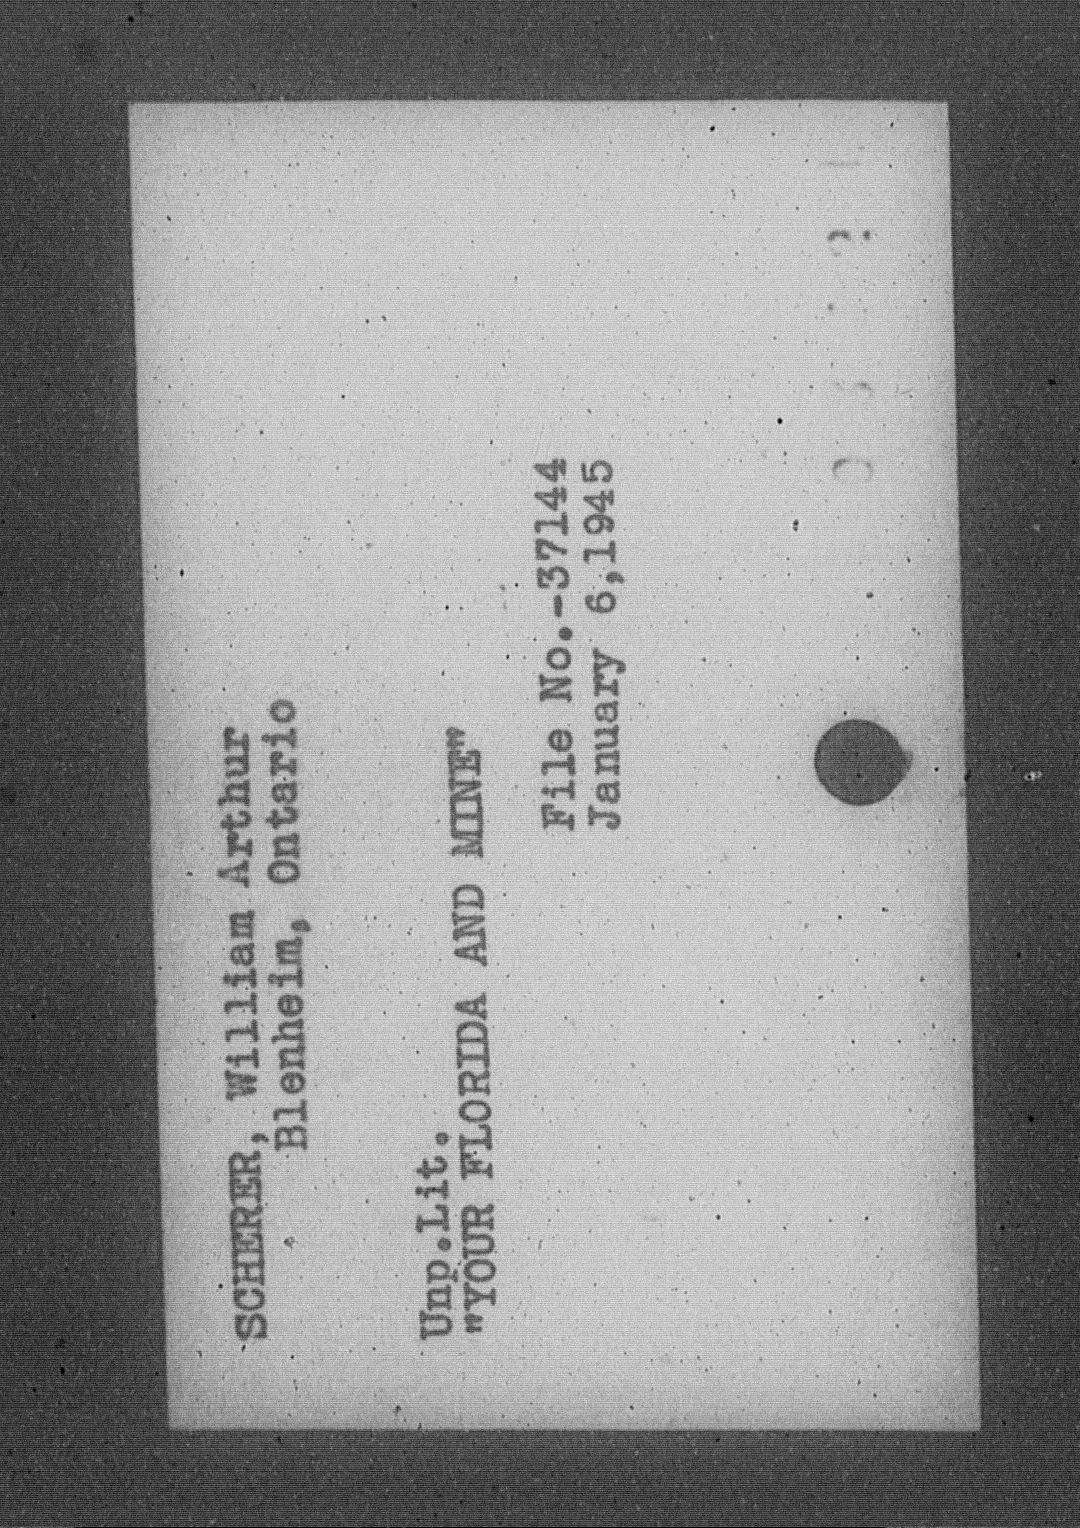 SCHERER, William Arthur
Blenheim, Ontario
Unp.Lit.
"YOUR FLORIDA AND MINE"
File No.-37144
January 6,1945